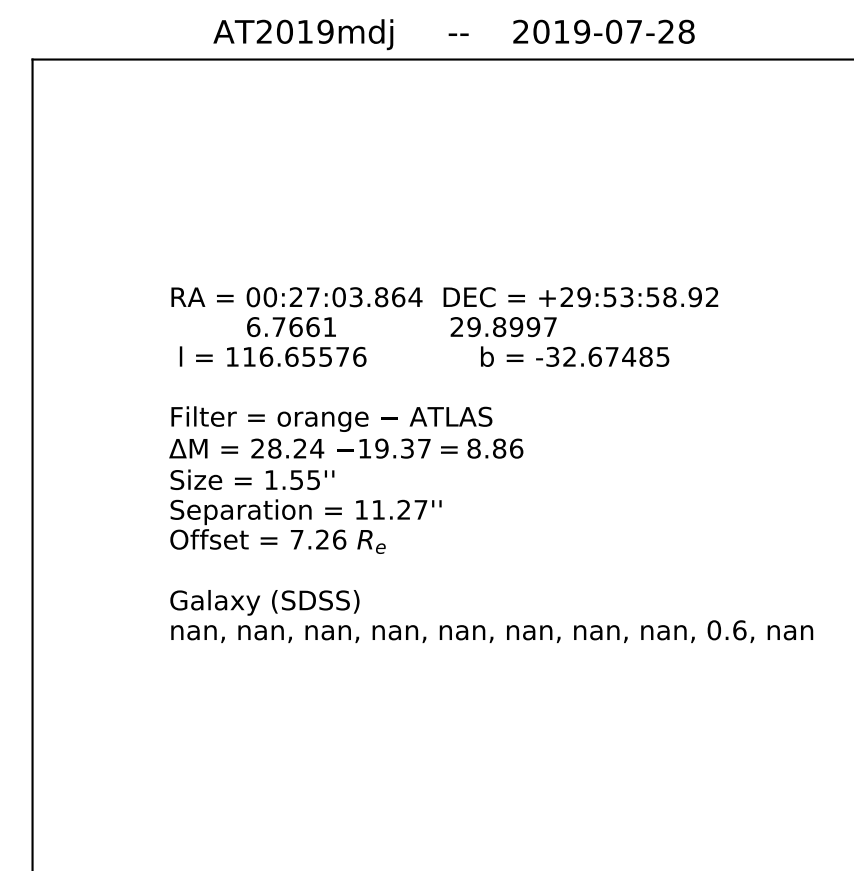 AT2019mdj -- 2019-07-28
RA = 00:27:03.864 DEC = +29:53:58.92
6.7661 29.8997
l = 116.65576 b = -32.67485
Filter = orange − ATLAS
ΔM = 28.24 −19.37 = 8.86
Size = 1.55''
Separation = 11.27''
Offset = 7.26 Re
Galaxy (SDSS)
nan, nan, nan, nan, nan, nan, nan, nan, 0.6, nan